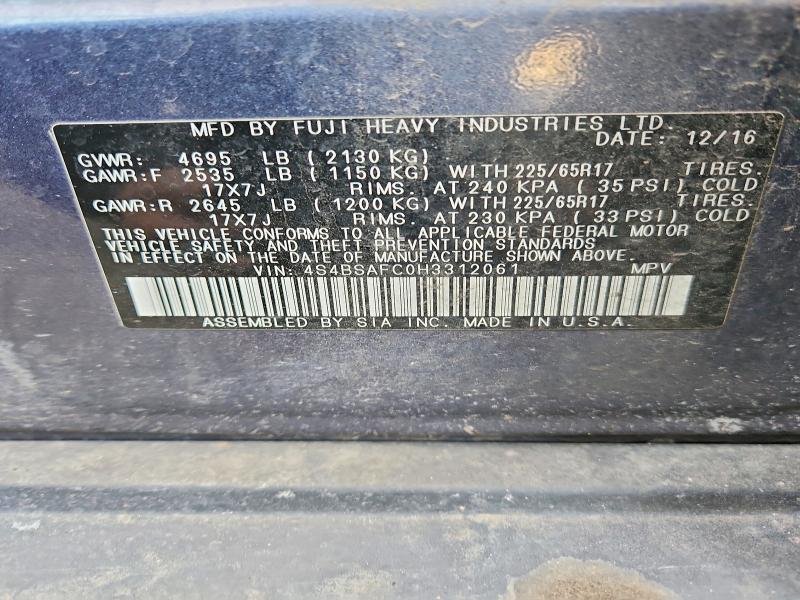 MFD BY FUJI HEAVY INDUSTRIES LTD.
DATE: 12/16
GVWR: 4695 LB (2130 KG)
GAWR:F 2535 LB (1150 KG) WITH 225/65R17 TIRES.
17X7J RIMS. AT 240 KPA (35 PSI) COLD
GAWR:R 2645 LB (1200 KG) WITH 225/65R17 TIRES.
17X7J RIMS. AT 230 KPA (33 PSI) COLD
THIS VEHICLE CONFORMS TO ALL APPLICABLE FEDERAL MOTOR
VEHICLE SAFETY AND THEFT PREVENTION STANDARDS
IN EFFECT ON THE DATE OF MANUFACTURE SHOWN ABOVE.
VIN: 4S4BSAFC0H3312061 MPV
ASSEMBLED BY SIA INC. MADE IN U.S.A.